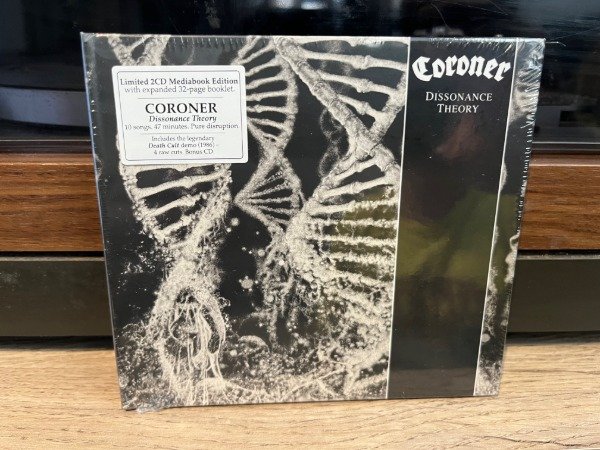 Limited 2CD Mediabook Edition
with expanded 32-page booklet.
CORONER
Dissonance Theory
10 songs. 47 minutes. Pure disruption.
Includes the legendary
Death Cult demo (1986) –
4 raw cuts. Bonus CD
Coroner
DISSONANCE
THEORY